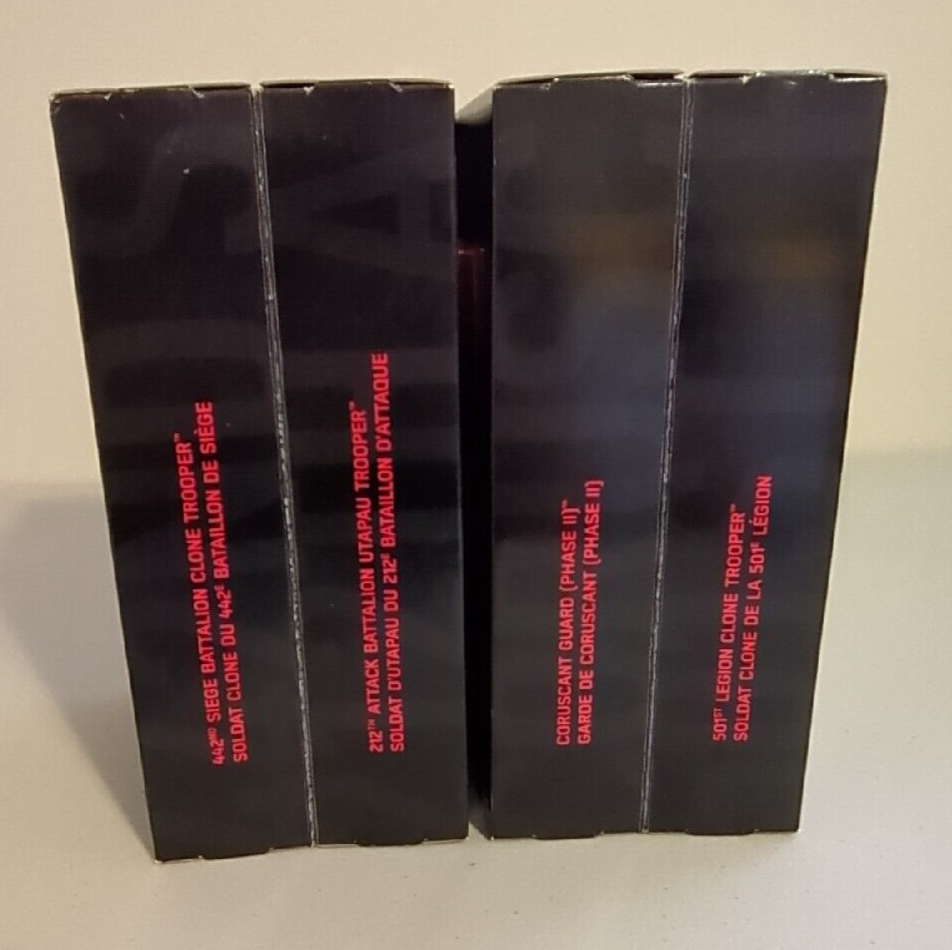 442ND SIEGE BATTALION CLONE TROOPER™
SOLDAT CLONE DU 442E BATAILLON DE SIÈGE
212TH ATTACK BATTALION UTAPAU TROOPER™
SOLDAT D'UTAPAU DU 212E BATAILLON D'ATTAQUE
CORUSCANT GUARD (PHASE II)™
GARDE DE CORUSCANT (PHASE II)
501ST LEGION CLONE TROOPER™
SOLDAT CLONE DE LA 501E LÉGION